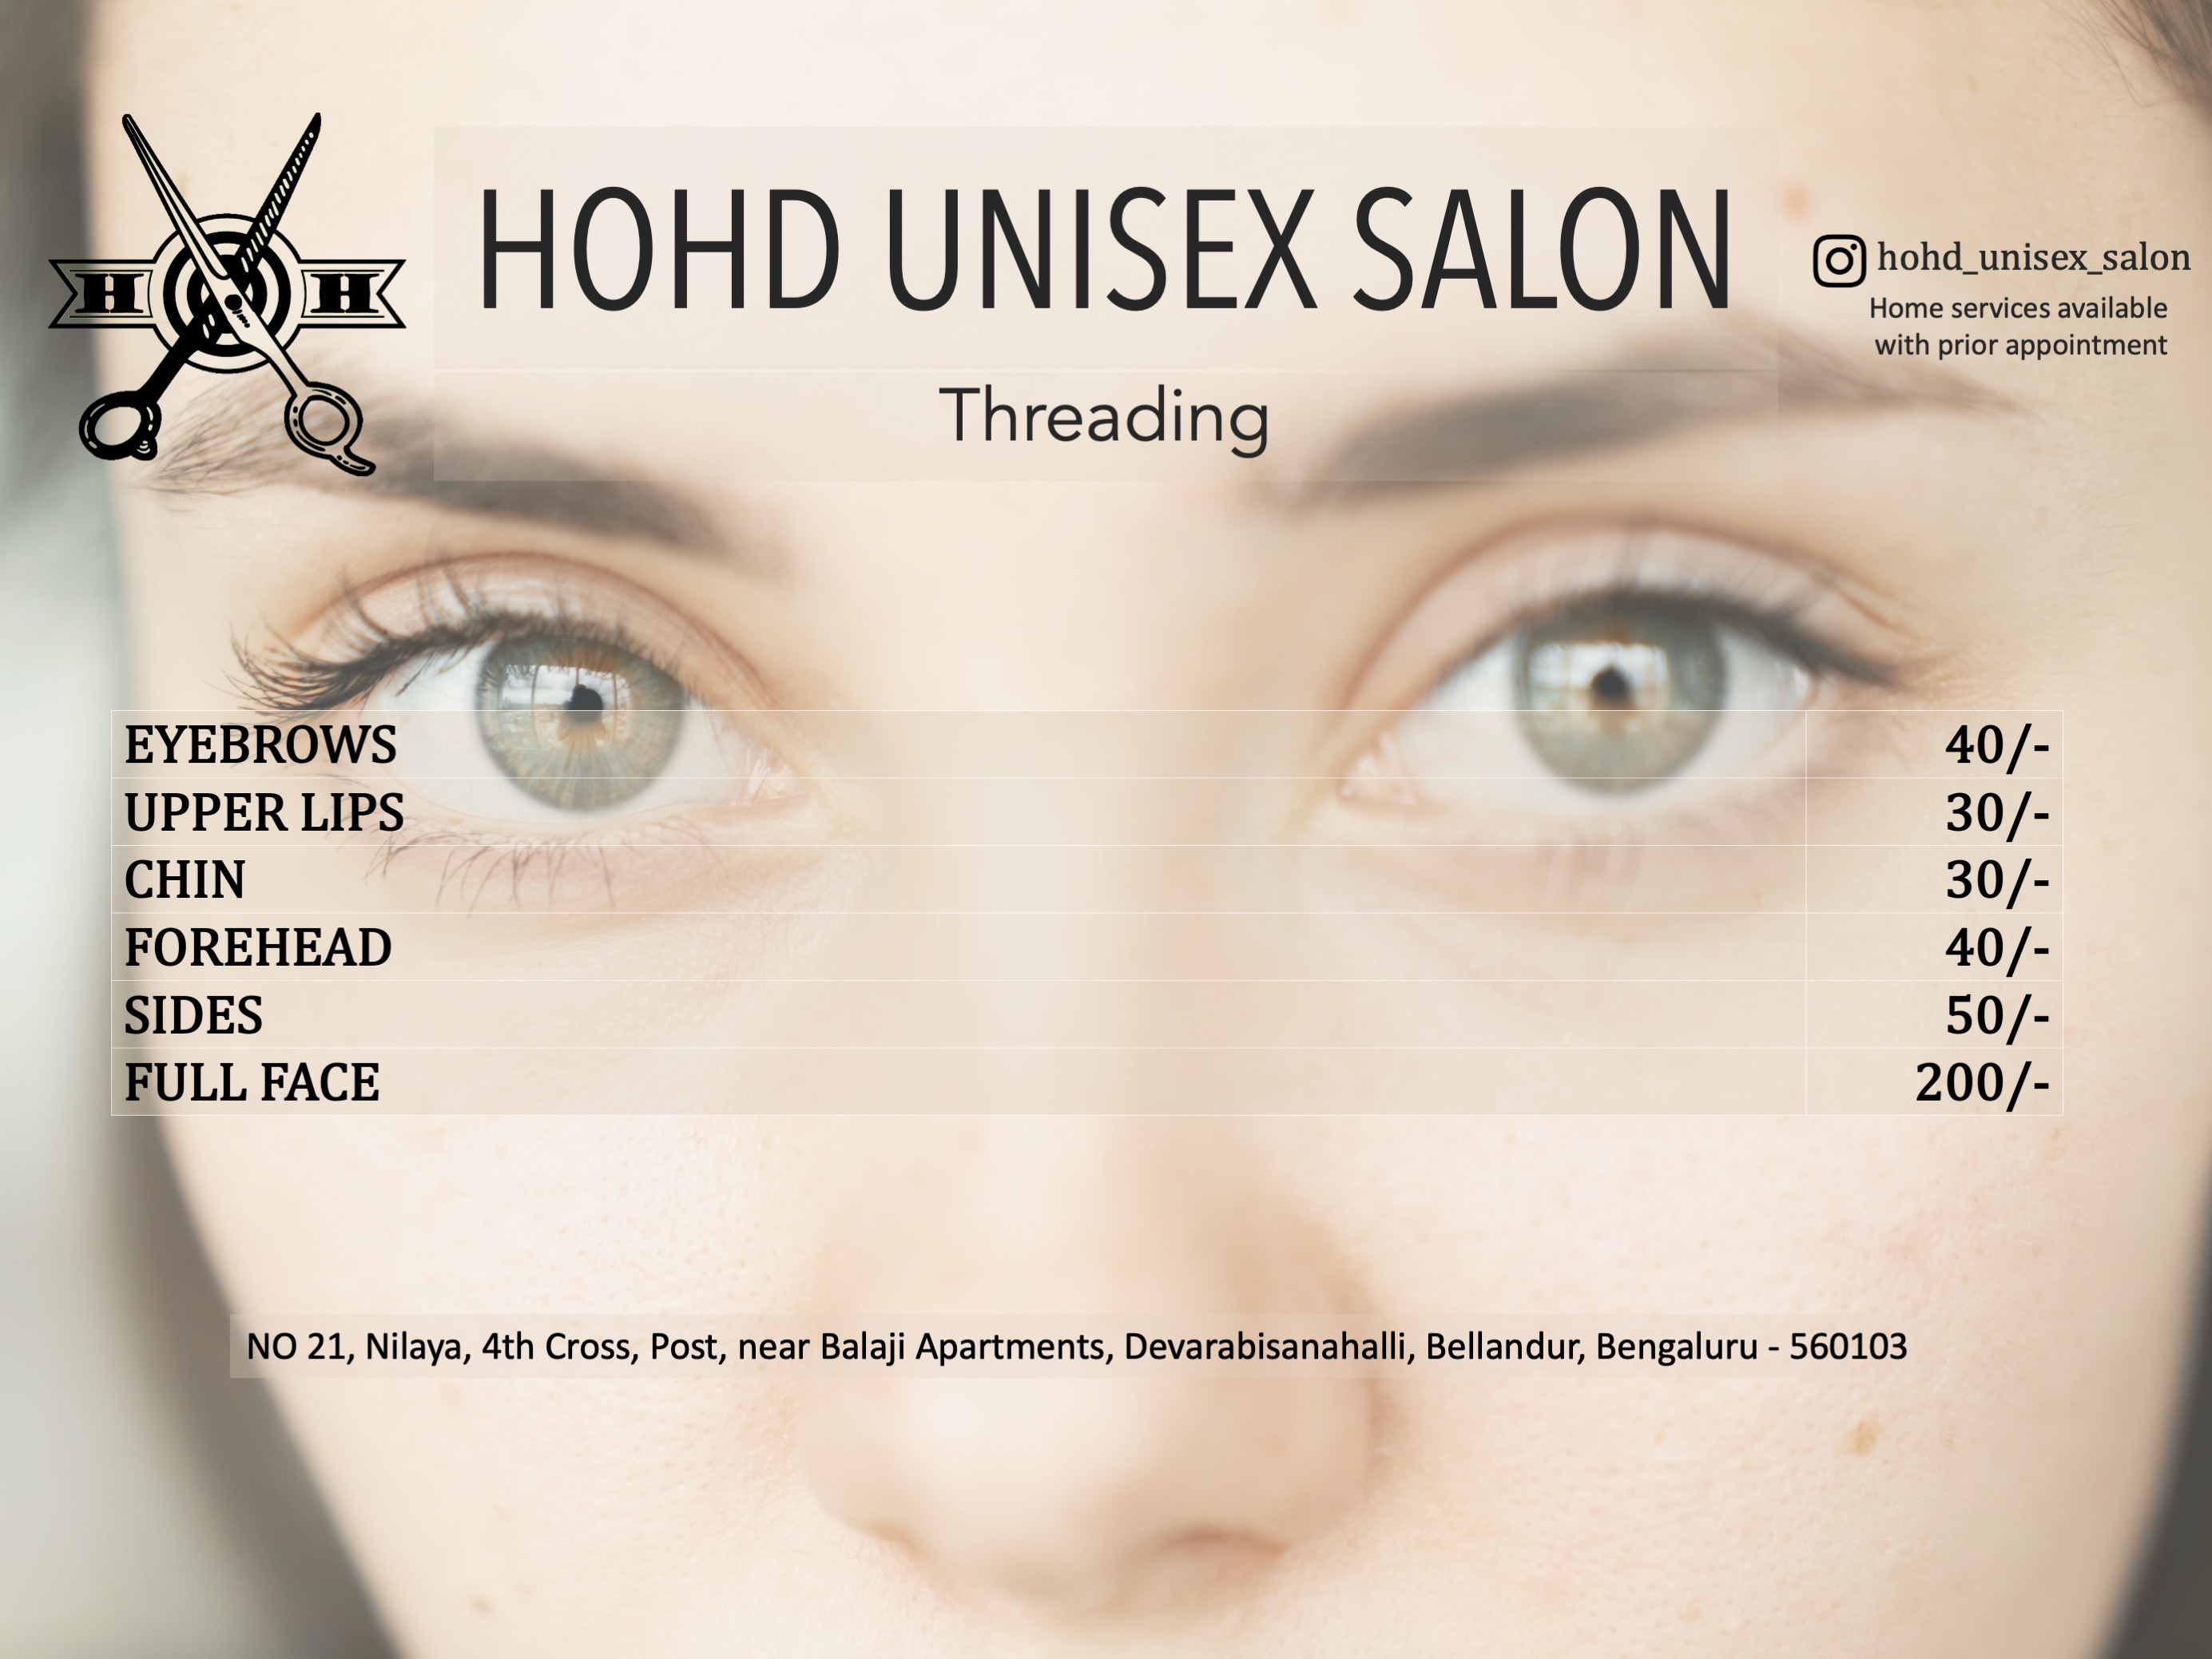 H H
HOHD UNISEX SALON
hohd_unisex_salon
Home services available
with prior appointment
Threading
EYEBROWS 40/-
UPPER LIPS 30/-
CHIN 30/-
FOREHEAD 40/-
SIDES 50/-
FULL FACE 200/-
NO 21, Nilaya, 4th Cross, Post, near Balaji Apartments, Devarabisanahalli, Bellandur, Bengaluru - 560103